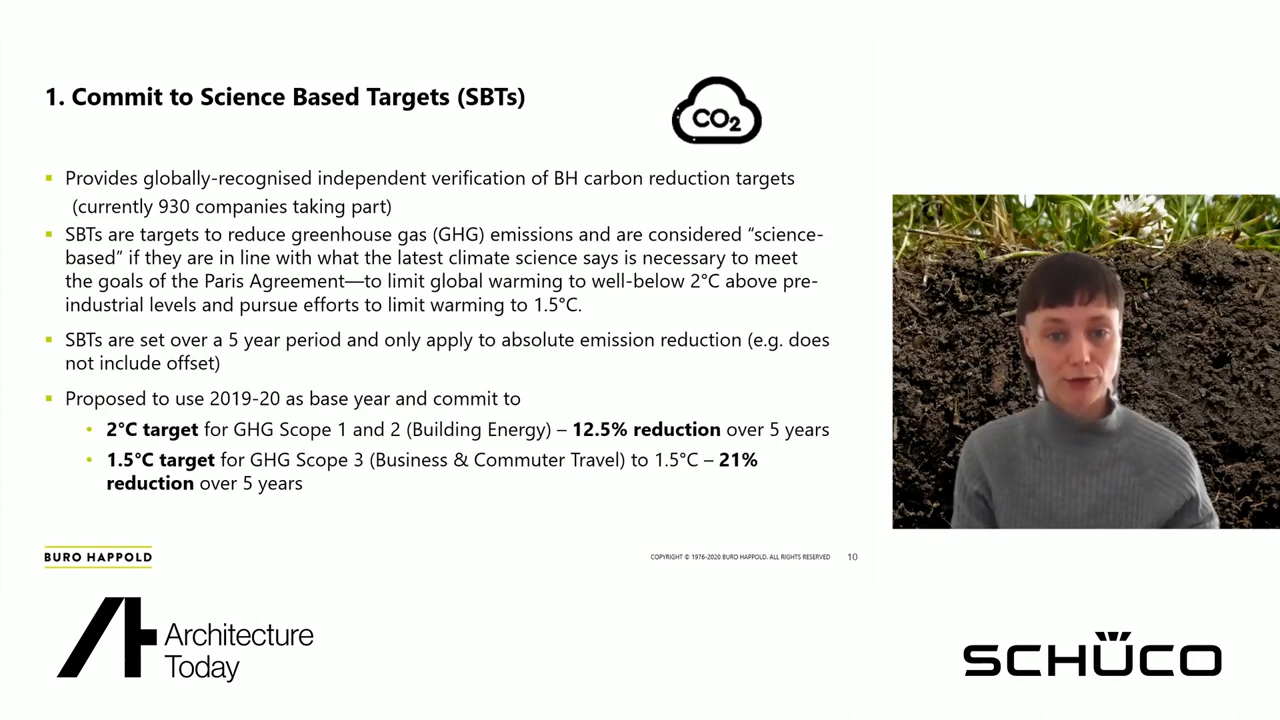 1. Commit to Science Based Targets (SBTs)
CO2
▪ Provides globally-recognised independent verification of BH carbon reduction targets
(currently 930 companies taking part)
▪ SBTs are targets to reduce greenhouse gas (GHG) emissions and are considered “science-
based” if they are in line with what the latest climate science says is necessary to meet
the goals of the Paris Agreement—to limit global warming to well-below 2°C above pre-
industrial levels and pursue efforts to limit warming to 1.5°C.
▪ SBTs are set over a 5 year period and only apply to absolute emission reduction (e.g. does
not include offset)
▪ Proposed to use 2019-20 as base year and commit to
• 2°C target for GHG Scope 1 and 2 (Building Energy) – 12.5% reduction over 5 years
• 1.5°C target for GHG Scope 3 (Business & Commuter Travel) to 1.5°C – 21%
reduction over 5 years
BURO HAPPOLD
COPYRIGHT © 1976-2020 BURO HAPPOLD. ALL RIGHTS RESERVED
10
Architecture
Today
SCHÜCO